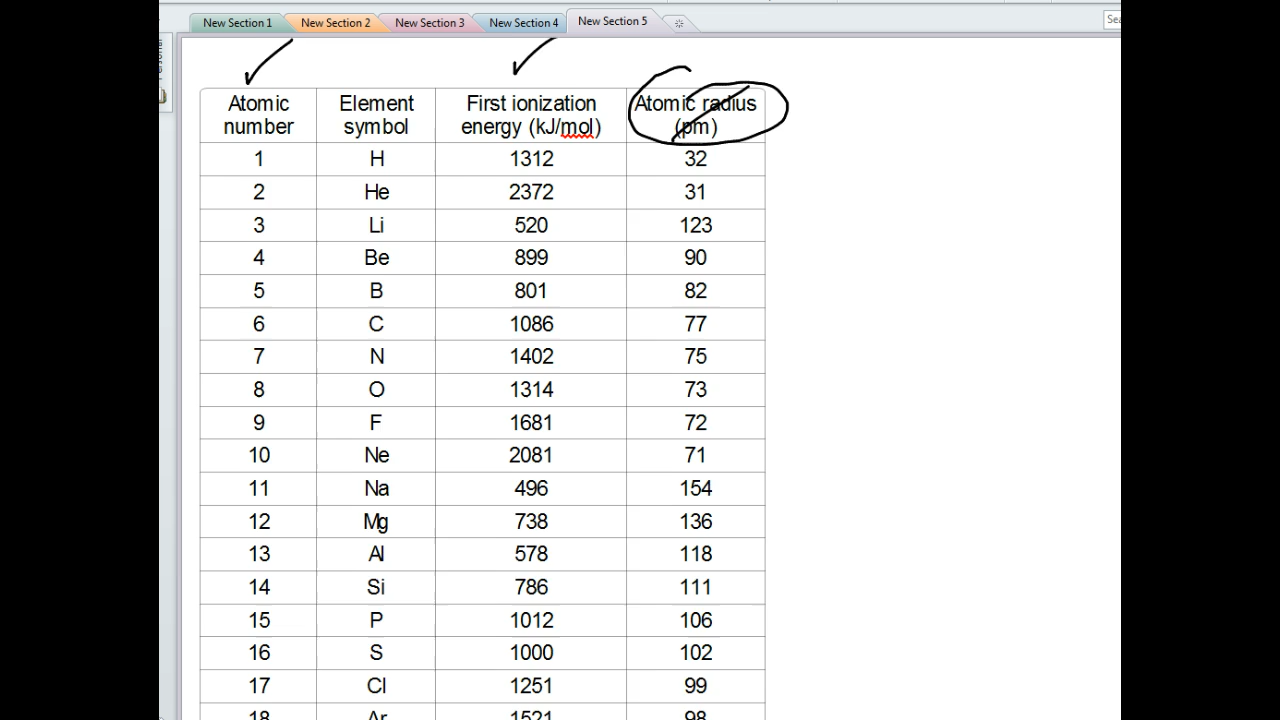 New Section 1 New Section 2 New Section 3 New Section 4 New Section 5
Atomic number Element symbol First ionization energy (kJ/mol) Atomic radius (pm)
1 H 1312 32
2 He 2372 31
3 Li 520 123
4 Be 899 90
5 B 801 82
6 C 1086 77
7 N 1402 75
8 O 1314 73
9 F 1681 72
10 Ne 2081 71
11 Na 496 154
12 Mg 738 136
13 Al 578 118
14 Si 786 111
15 P 1012 106
16 S 1000 102
17 Cl 1251 99
18 Ar 1521 98